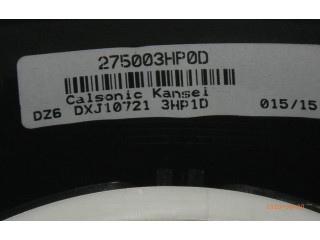 275003HP0D
Calsonic Kansei
DZ6 DXJ10721 3HP1D 015/15